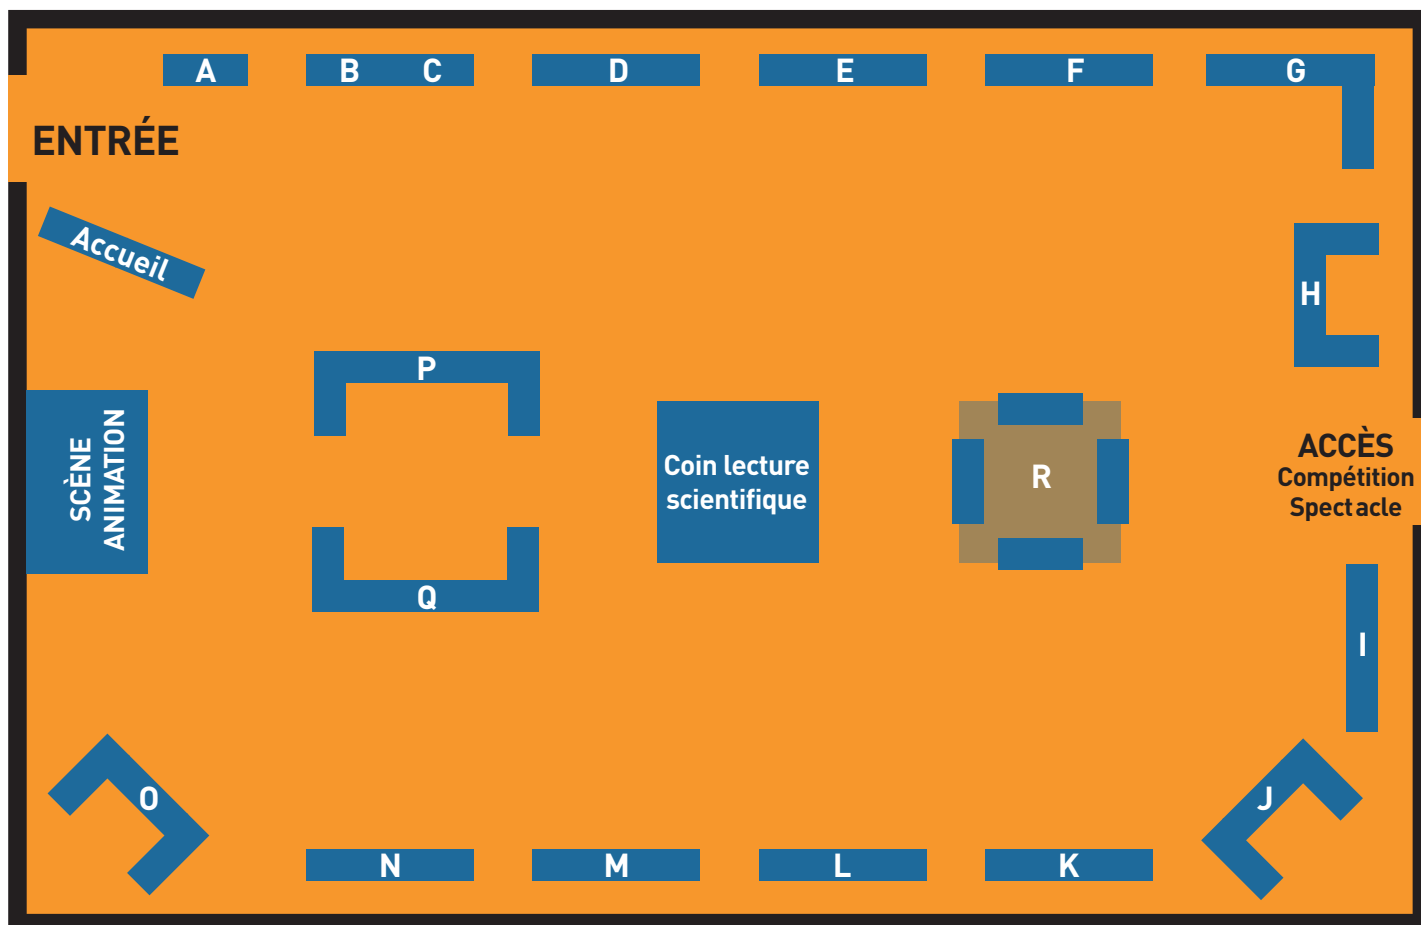 A
B
C
D
E
F
G
ENTRÉE
Accueil
H
P
SCÈNE
ANIMATION
Coin lecture
scientifique
R
ACCÈS
Compétition
Spectacle
Q
I
O
J
N
M
L
K